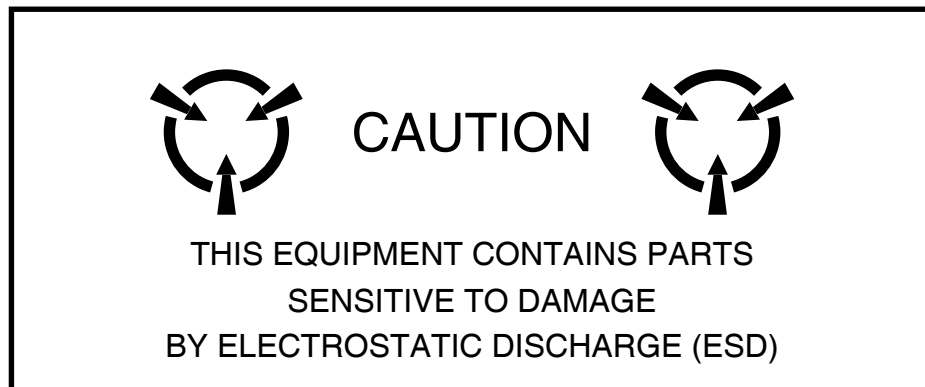 CAUTION
THIS EQUIPMENT CONTAINS PARTS
SENSITIVE TO DAMAGE
BY ELECTROSTATIC DISCHARGE (ESD)